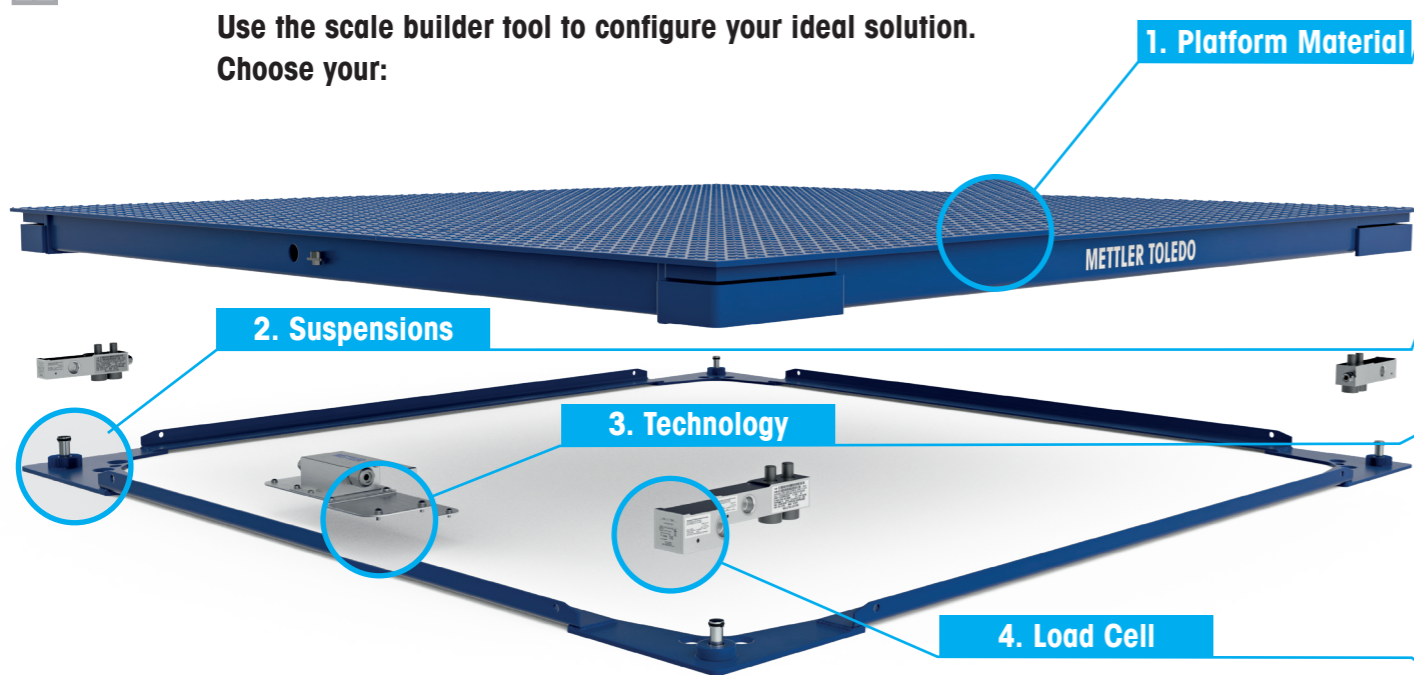 Use the scale builder tool to configure your ideal solution.
Choose your:
1. Platform Material
METTLER TOLEDO
2. Suspensions
3. Technology
4. Load Cell